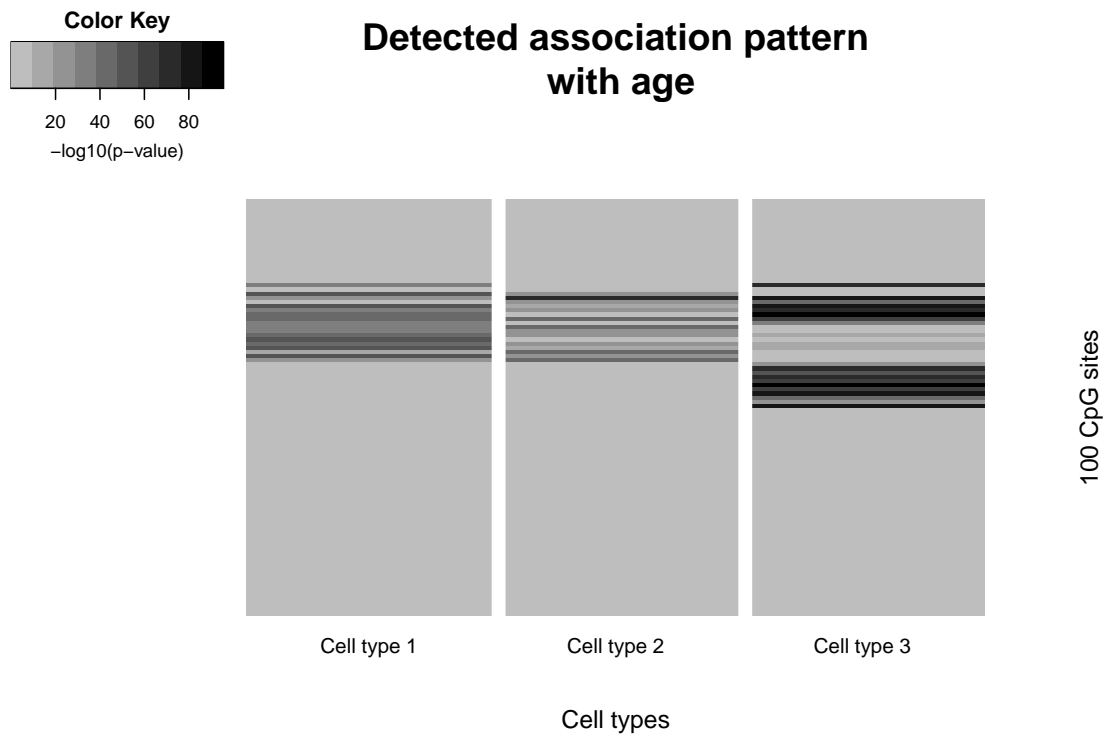 Color Key
20 40 60 80
−log10(p−value)
Detected association pattern
with age
100 CpG sites
Cell type 1 Cell type 2 Cell type 3
Cell types